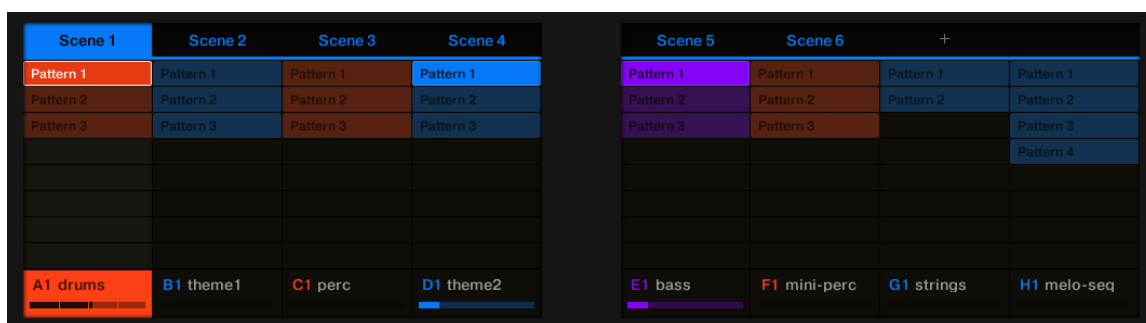 Scene 1 Scene 2 Scene 3 Scene 4 Scene 5 Scene 6 +
Pattern 1 Pattern 1 Pattern 1 Pattern 1 Pattern 1 Pattern 1 Pattern 1 Pattern 1
Pattern 2 Pattern 2 Pattern 2 Pattern 2 Pattern 2 Pattern 2 Pattern 2 Pattern 2
Pattern 3 Pattern 3 Pattern 3 Pattern 3 Pattern 3 Pattern 3 Pattern 3
Pattern 4
A1 drums B1 theme1 C1 perc D1 theme2 E1 bass F1 mini-perc G1 strings H1 melo-seq